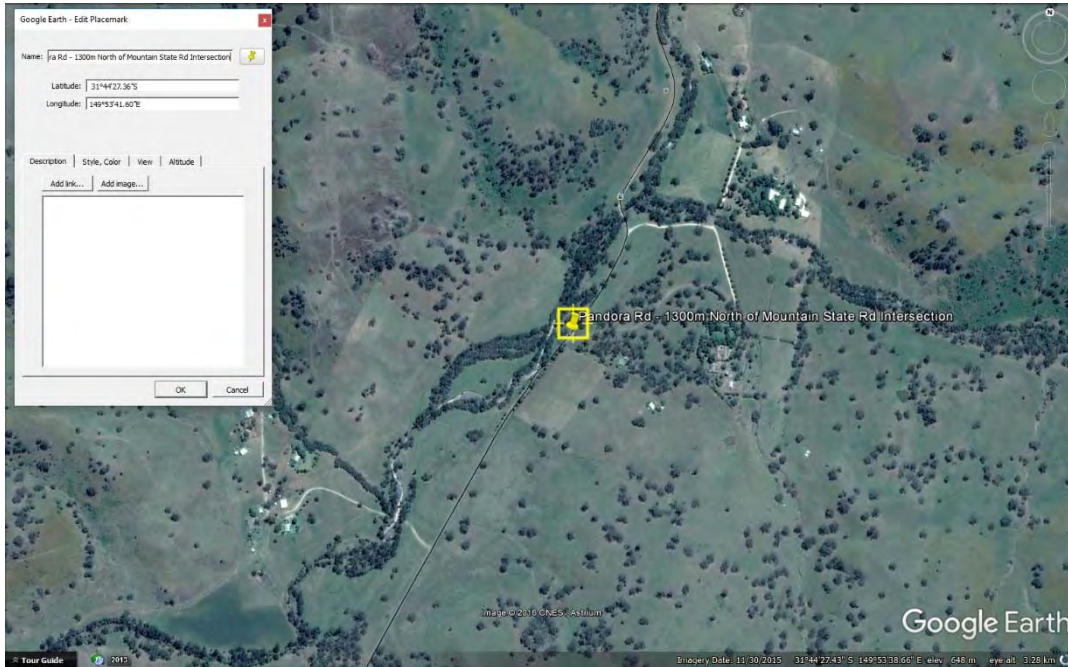 Google Earth - Edit Placemark
x
Name: ra Rd - 1300m North of Mountain State Rd Intersection
Latitude: 31°44'27.36"S
Longitude: 149°53'41.60"E
Description Style, Color View Altitude
Add link... Add image...
OK Cancel
N
Pandora Rd - 1300m North of Mountain State Rd Intersection
Image © 2016 CNES / Astrium
Google Earth
Tour Guide 2015 Imagery Date: 11/30/2015 31°44'27.43" S 149°53'38.66" E elev 648 m eye alt 3.28 km